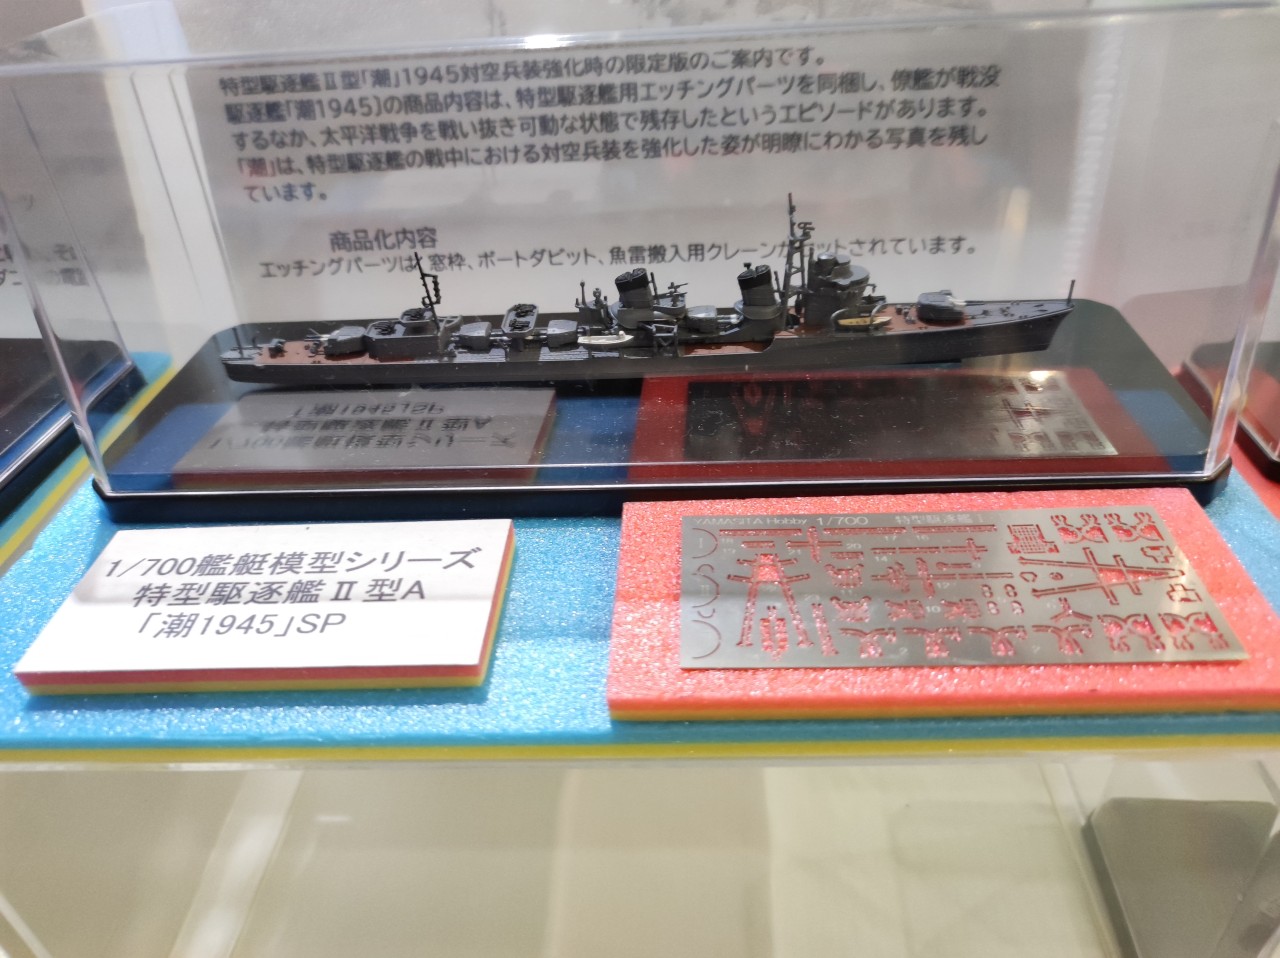 特型駆逐艦Ⅱ型「潮」1945対空兵装強化時の限定版のご案内です。
駆逐艦「潮1945」の商品内容は、特型駆逐艦用エッチングパーツを同梱し、僚艦が戦没
するなか、太平洋戦争を戦い抜き可動な状態で残存したというエピソードがあります。
「潮」は、特型駆逐艦の戦中における対空兵装を強化した姿が明瞭にわかる写真を残し
ています。
商品化内容
エッチングパーツは、窓枠、ボートダビット、魚雷搬入用クレーンが ットされています。
1/700艦艇模型シリーズ
特型駆逐艦Ⅱ型A
「潮1945」SP
YAMASITA Hobby 1/700 特型駆逐艦